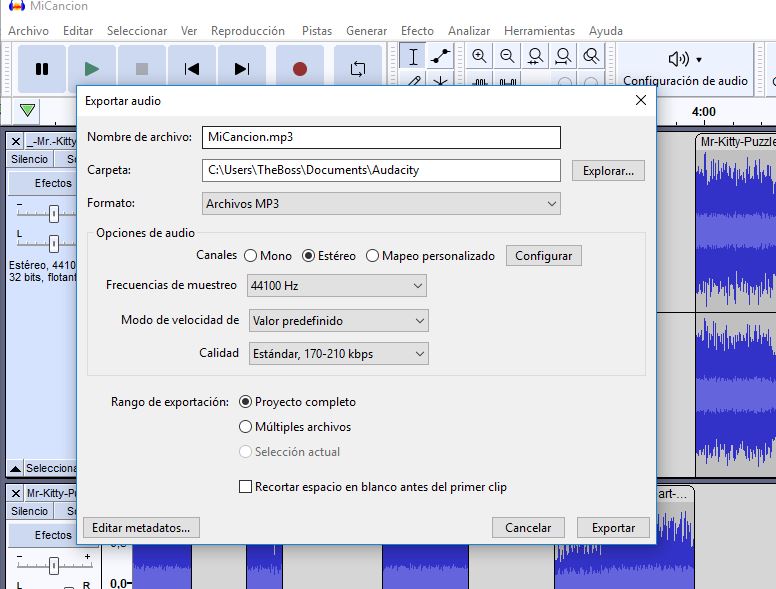 MiCancion
Archivo Editar Seleccionar Ver Reproducción Pistas Generar Efecto Analizar Herramientas Ayuda
Configuración de audio
4:00
Exportar audio
Nombre de archivo: MiCancion.mp3
Carpeta: C:\Users\TheBoss\Documents\Audacity Explorar...
Formato: Archivos MP3
Opciones de audio
Canales Mono Estéreo Mapeo personalizado Configurar
Frecuencias de muestreo 44100 Hz
Modo de velocidad de Valor predefinido
Calidad Estándar, 170-210 kbps
Rango de exportación: Proyecto completo
Múltiples archivos
Selección actual
Recortar espacio en blanco antes del primer clip
Editar metadatos... Cancelar Exportar
_-Mr.-Kitty
Silencio
Efectos
- 
L
Estéreo, 4410
32 bits, flotant
Selecciona
Mr-Kitty-Puzzle
Mr-Kitty-P
Silencio
Efectos
- +
L R
0,0-
art-...